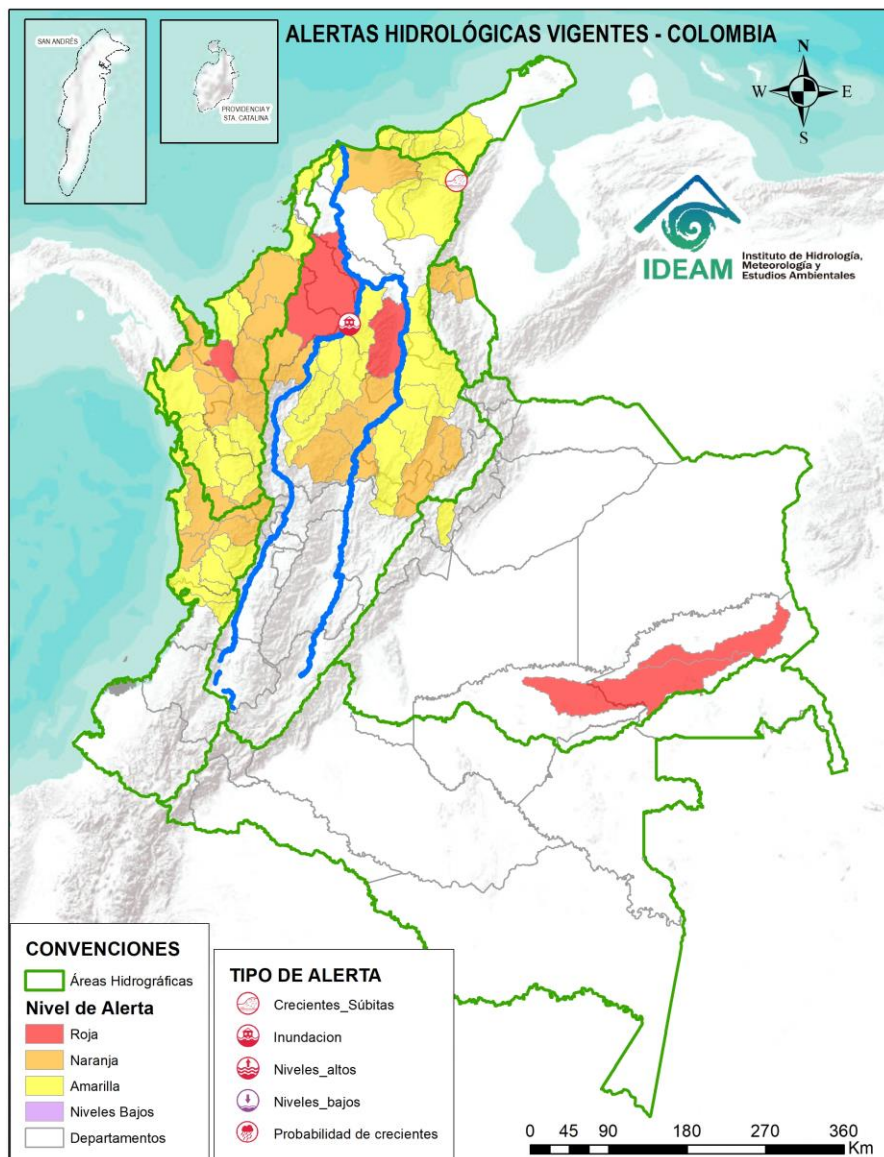 ALERTAS HIDROLÓGICAS VIGENTES - COLOMBIA
SAN ANDRÉS
PROVIDENCIA Y
STA. CATALINA
N
W
E
S
IDEAM
Instituto de Hidrología,
Meteorología y
Estudios Ambientales
CONVENCIONES
Áreas Hidrográficas
Nivel de Alerta
Roja
Naranja
Amarilla
Niveles Bajos
Departamentos
TIPO DE ALERTA
Crecientes_Súbitas
Inundacion
Niveles_altos
Niveles_bajos
Probabilidad de crecientes
0 45 90 180 270 360
Km